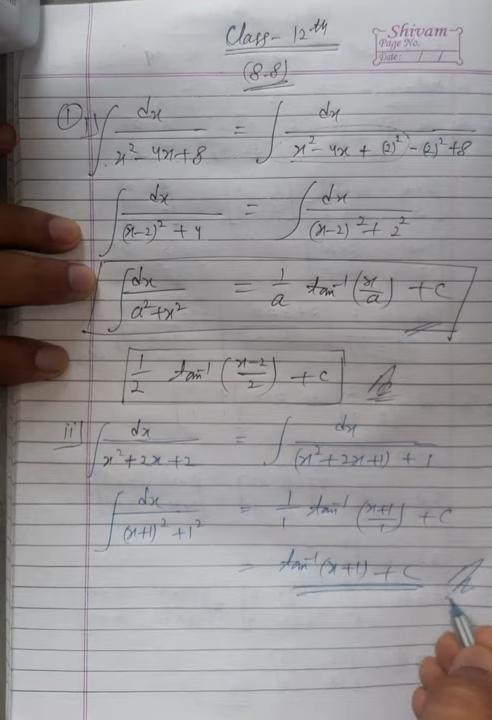 Class - 12th
Shivam
Page No.
Date: / /
(8.8)
① i) ∫ dx / (x² - 4x + 8) = ∫ dx / (x² - 4x + (2)² - (2)² + 8)
∫ dx / ((x-2)² + 4) = ∫ dx / ((x-2)² + 2²)
∫ dx / (a² + x²) = 1/a tan⁻¹ (x/a) + c
1/2 tan⁻¹ ((x-2)/2) + c
ii) ∫ dx / (x² + 2x + 2) = ∫ dx / ((x² + 2x + 1) + 1)
∫ dx / ((x+1)² + 1²) = 1/1 tan⁻¹ ((x+1)/1) + c
= tan⁻¹ (x+1) + c